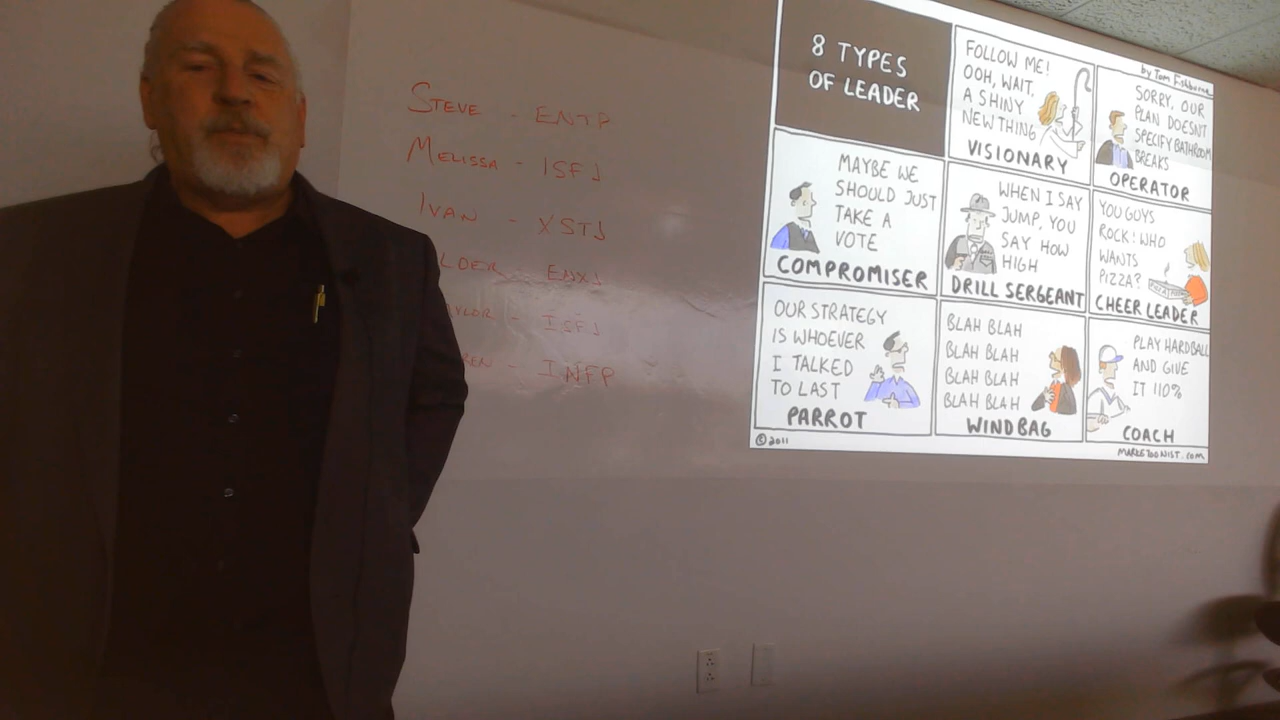 STEVE - ENTP
MELISSA - ISFJ
IVAN - XSTJ
ENXJ
ISFJ
INFP
8 TYPES
OF LEADER
FOLLOW ME!
OOH, WAIT,
A SHINY
NEW THING
VISIONARY
by Tom Fishburne
SORRY, OUR
PLAN DOESN'T
SPECIFY BATHROOM
BREAKS
OPERATOR
MAYBE WE
SHOULD JUST
TAKE A
VOTE
COMPROMISER
WHEN I SAY
JUMP, YOU
SAY HOW
HIGH
DRILL SERGEANT
YOU GUYS
ROCK! WHO
WANTS
PIZZA?
CHEER LEADER
OUR STRATEGY
IS WHOEVER
I TALKED
TO LAST
PARROT
BLAH BLAH
BLAH BLAH
BLAH BLAH
BLAH BLAH
WINDBAG
PLAY HARDBALL
AND GIVE
IT 110%
COACH
© 2011
MARKETOONIST.com